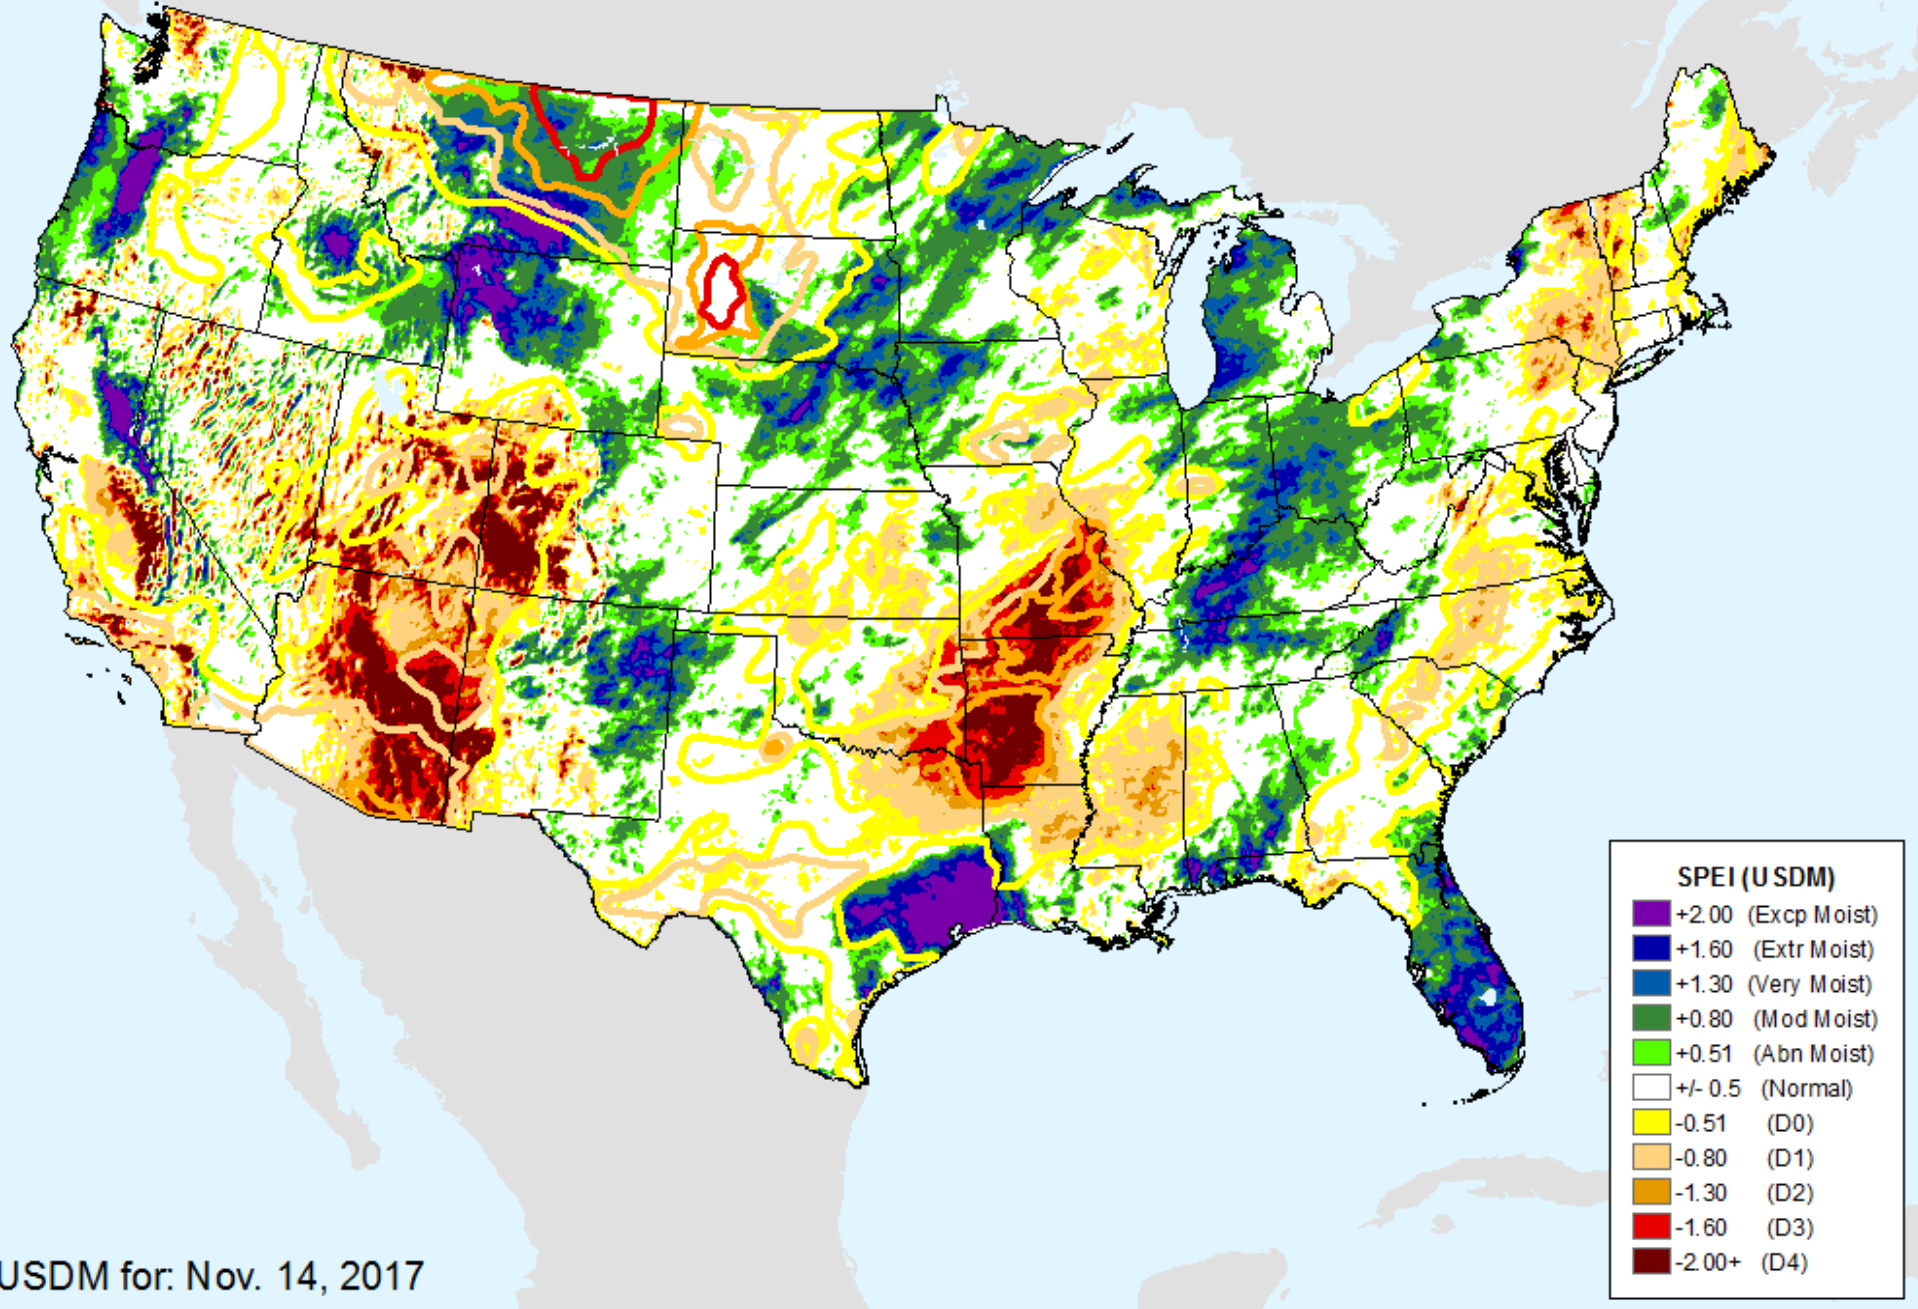 SPEI (USDM)
+2.00 (Excp Moist)
+1.60 (Extr Moist)
+1.30 (Very Moist)
+0.80 (Mod Moist)
+0.51 (Abn Moist)
+/- 0.5 (Normal)
-0.51 (D0)
-0.80 (D1)
-1.30 (D2)
-1.60 (D3)
-2.00+ (D4)
USDM for: Nov. 14, 2017